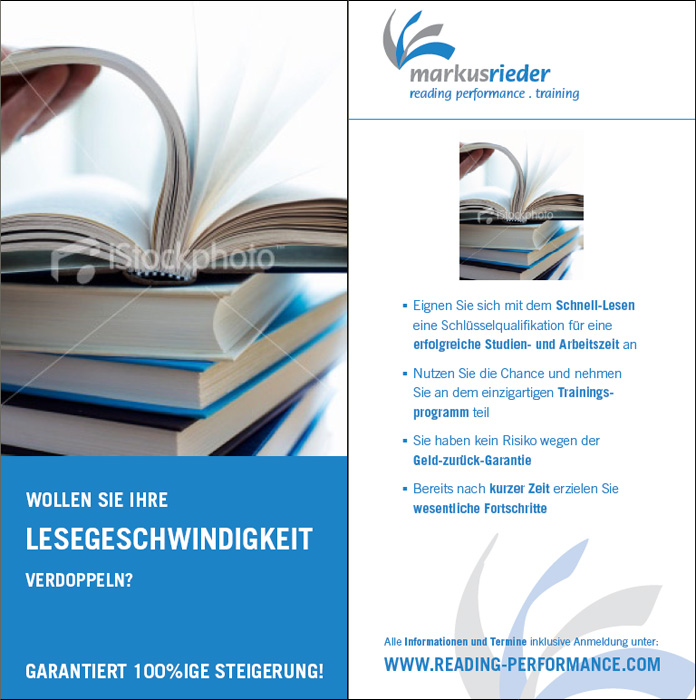 iStockphoto
WOLLEN SIE IHRE
LESEGESCHWINDIGKEIT
VERDOPPELN?
GARANTIERT 100%IGE STEIGERUNG!
markusrieder
reading performance . training
iStockphoto
▪ Eignen Sie sich mit dem Schnell-Lesen
eine Schlüsselqualifikation für eine
erfolgreiche Studien- und Arbeitszeit an
▪ Nutzen Sie die Chance und nehmen
Sie an dem einzigartigen Trainings-
programm teil
▪ Sie haben kein Risiko wegen der
Geld-zurück-Garantie
▪ Bereits nach kurzer Zeit erzielen Sie
wesentliche Fortschritte
Alle Informationen und Termine inklusive Anmeldung unter:
WWW.READING-PERFORMANCE.COM